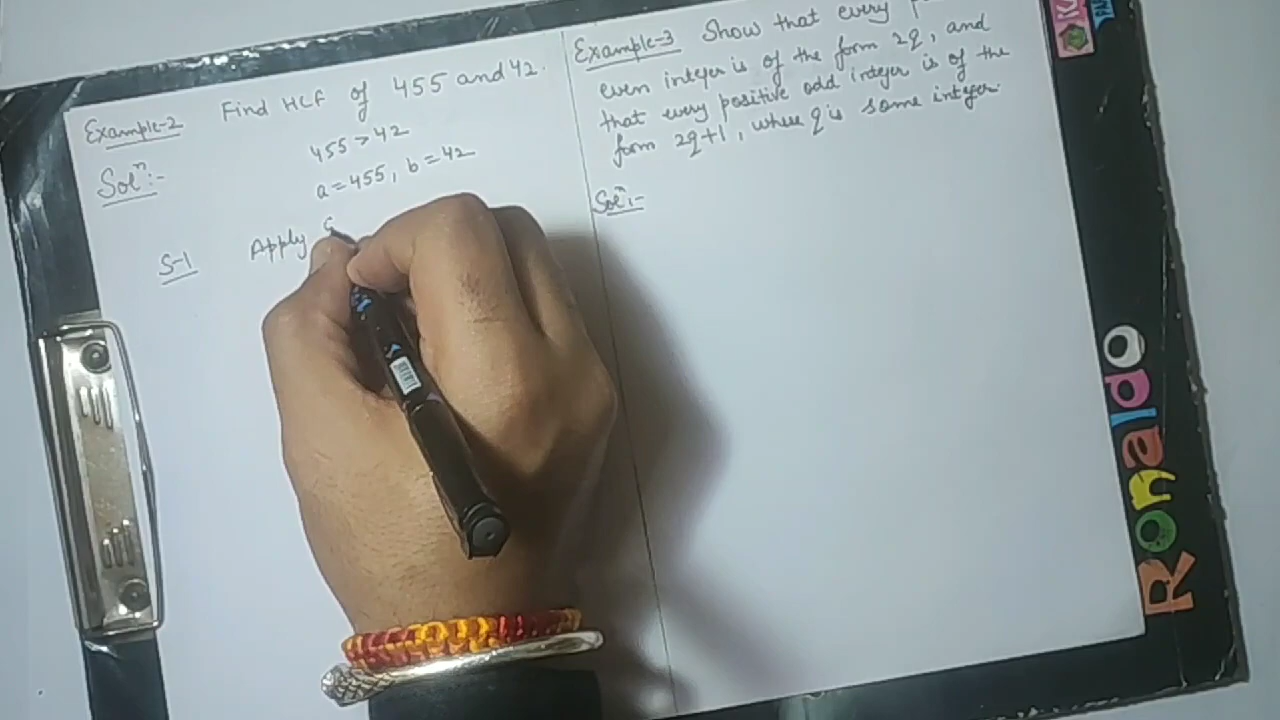 Example-2 Find HCF of 455 and 42.
Solⁿ:-
455 > 42
a = 455, b = 42
S-1 Apply
Example-3 Show that every
even integer is of the form 2q, and
that every positive odd integer is of the
form 2q+1, where q is some integer.
Solⁿ:-
Ronaldo